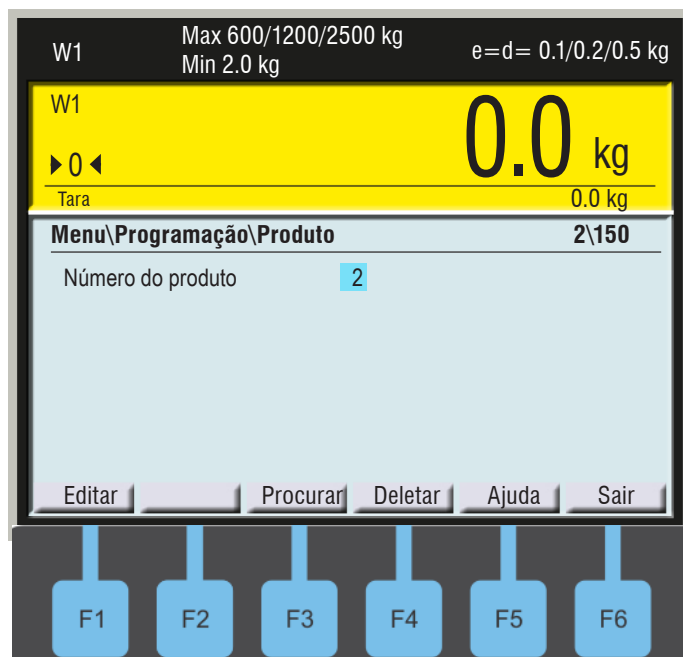 W1
Max 600/1200/2500 kg
Min 2.0 kg
e=d= 0.1/0.2/0.5 kg
W1
0.0 kg
0
Tara
0.0 kg
Menu\Programação\Produto
2\150
Número do produto
2
Editar
Procurar
Deletar
Ajuda
Sair
F1
F2
F3
F4
F5
F6